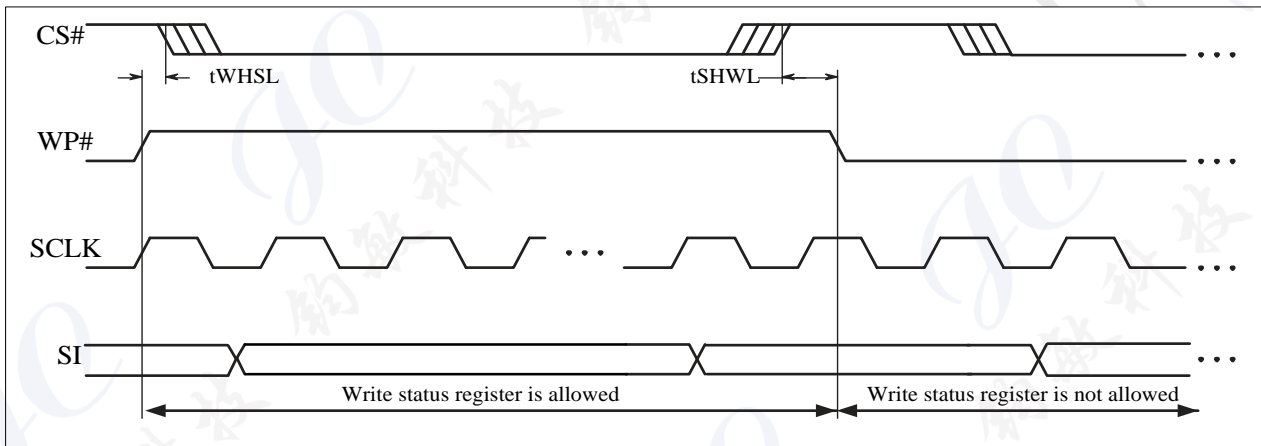 CS#
tWHSL
tSHWL
WP#
SCLK
SI
Write status register is allowed
Write status register is not allowed